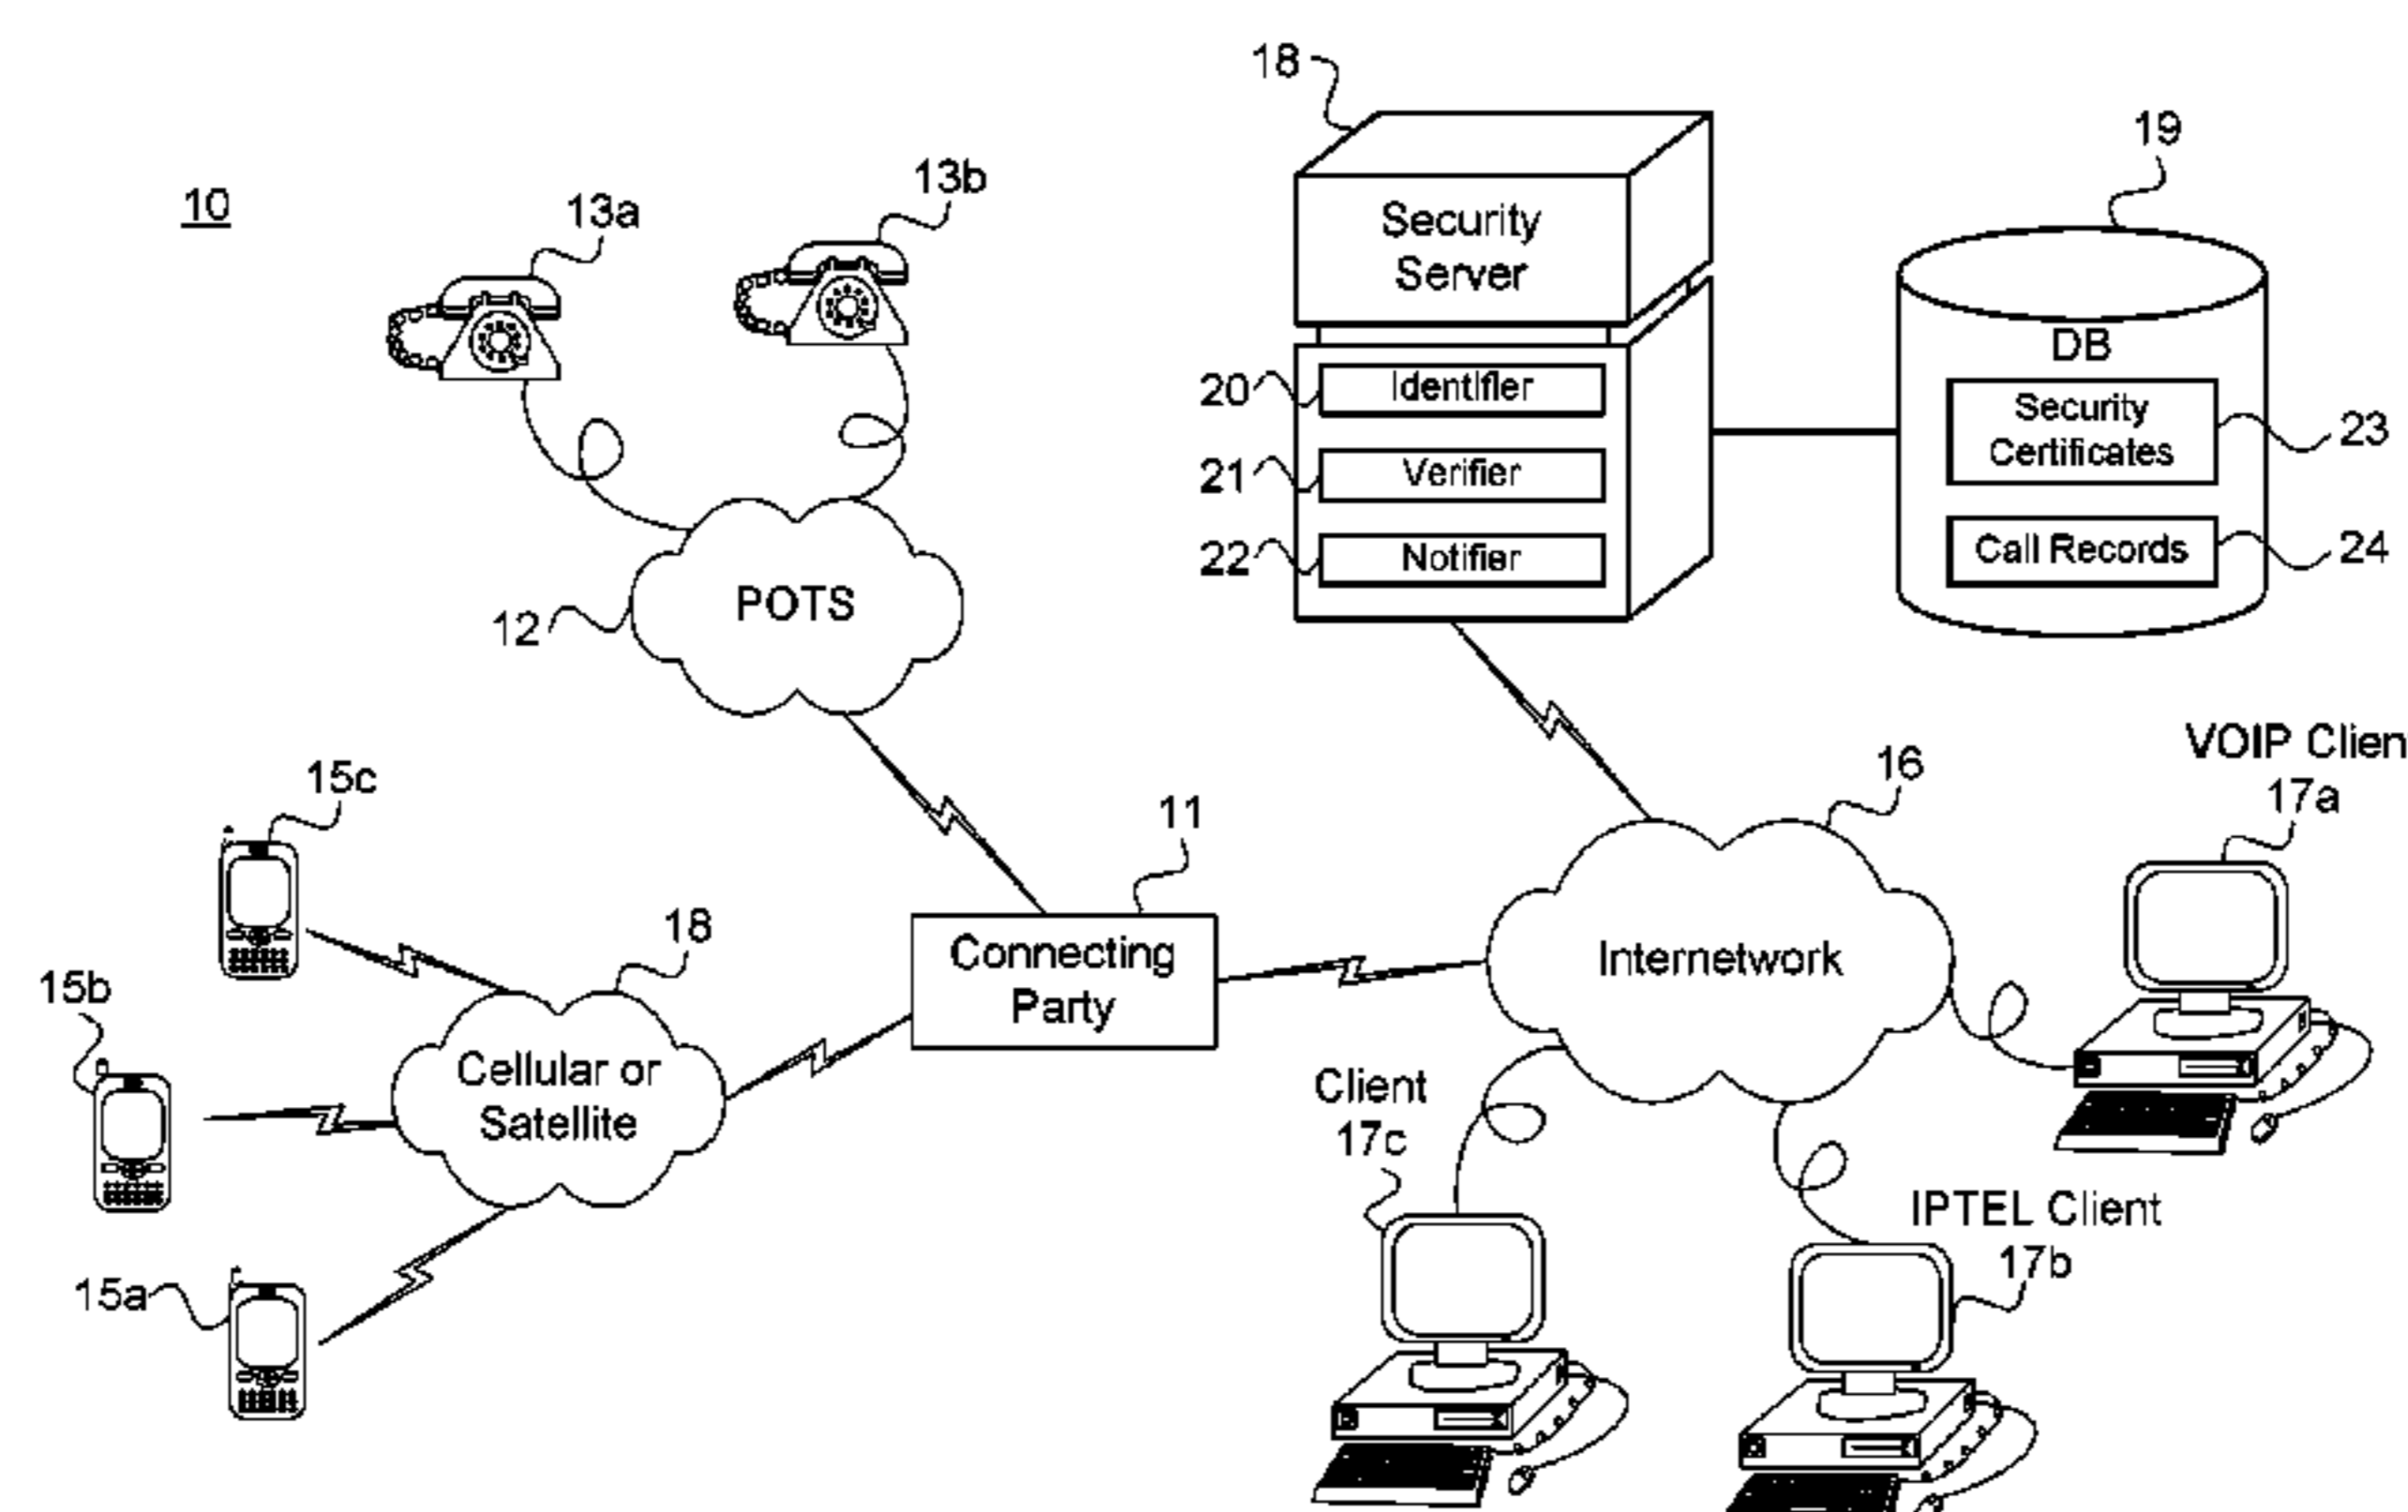 10
13a
13b
18
19
Security
Server
DB
20
Identifier
Security
Certificates
23
21
Verifier
22
Notifier
Call Records
24
POTS
12
VOIP Clien
17a
16
15c
11
18
Connecting
Party
Internetwork
15b
Cellular or
Satellite
Client
17c
IPTEL Client
17b
15a